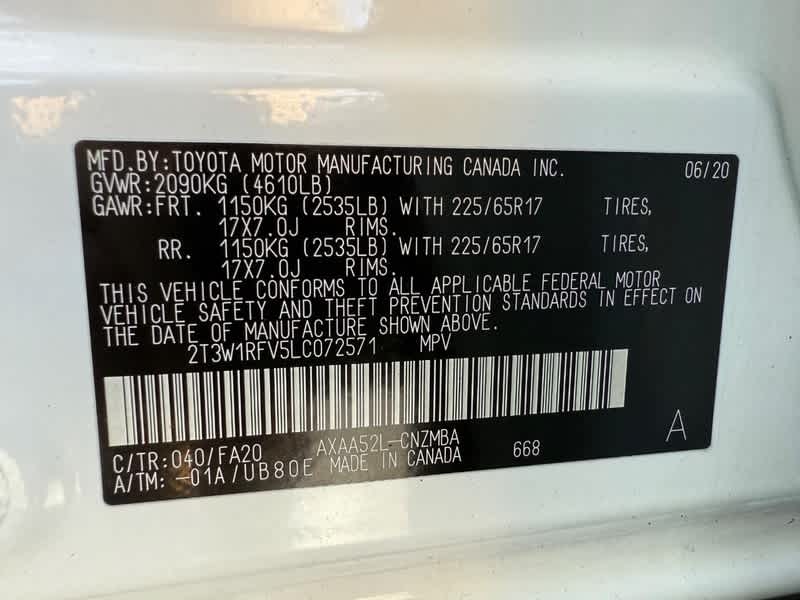 MFD.BY:TOYOTA MOTOR MANUFACTURING CANADA INC. 06/20
GVWR:2090KG (4610LB)
GAWR:FRT. 1150KG (2535LB) WITH 225/65R17 TIRES,
17X7.0J RIMS.
RR. 1150KG (2535LB) WITH 225/65R17 TIRES,
17X7.0J RIMS.
THIS VEHICLE CONFORMS TO ALL APPLICABLE FEDERAL MOTOR
VEHICLE SAFETY AND THEFT PREVENTION STANDARDS IN EFFECT ON
THE DATE OF MANUFACTURE SHOWN ABOVE.
2T3W1RFV5LC072571 MPV
C/TR:040/FA20 AXAA52L-CNZMBA 668 A
A/TM: -01A/UB80E MADE IN CANADA